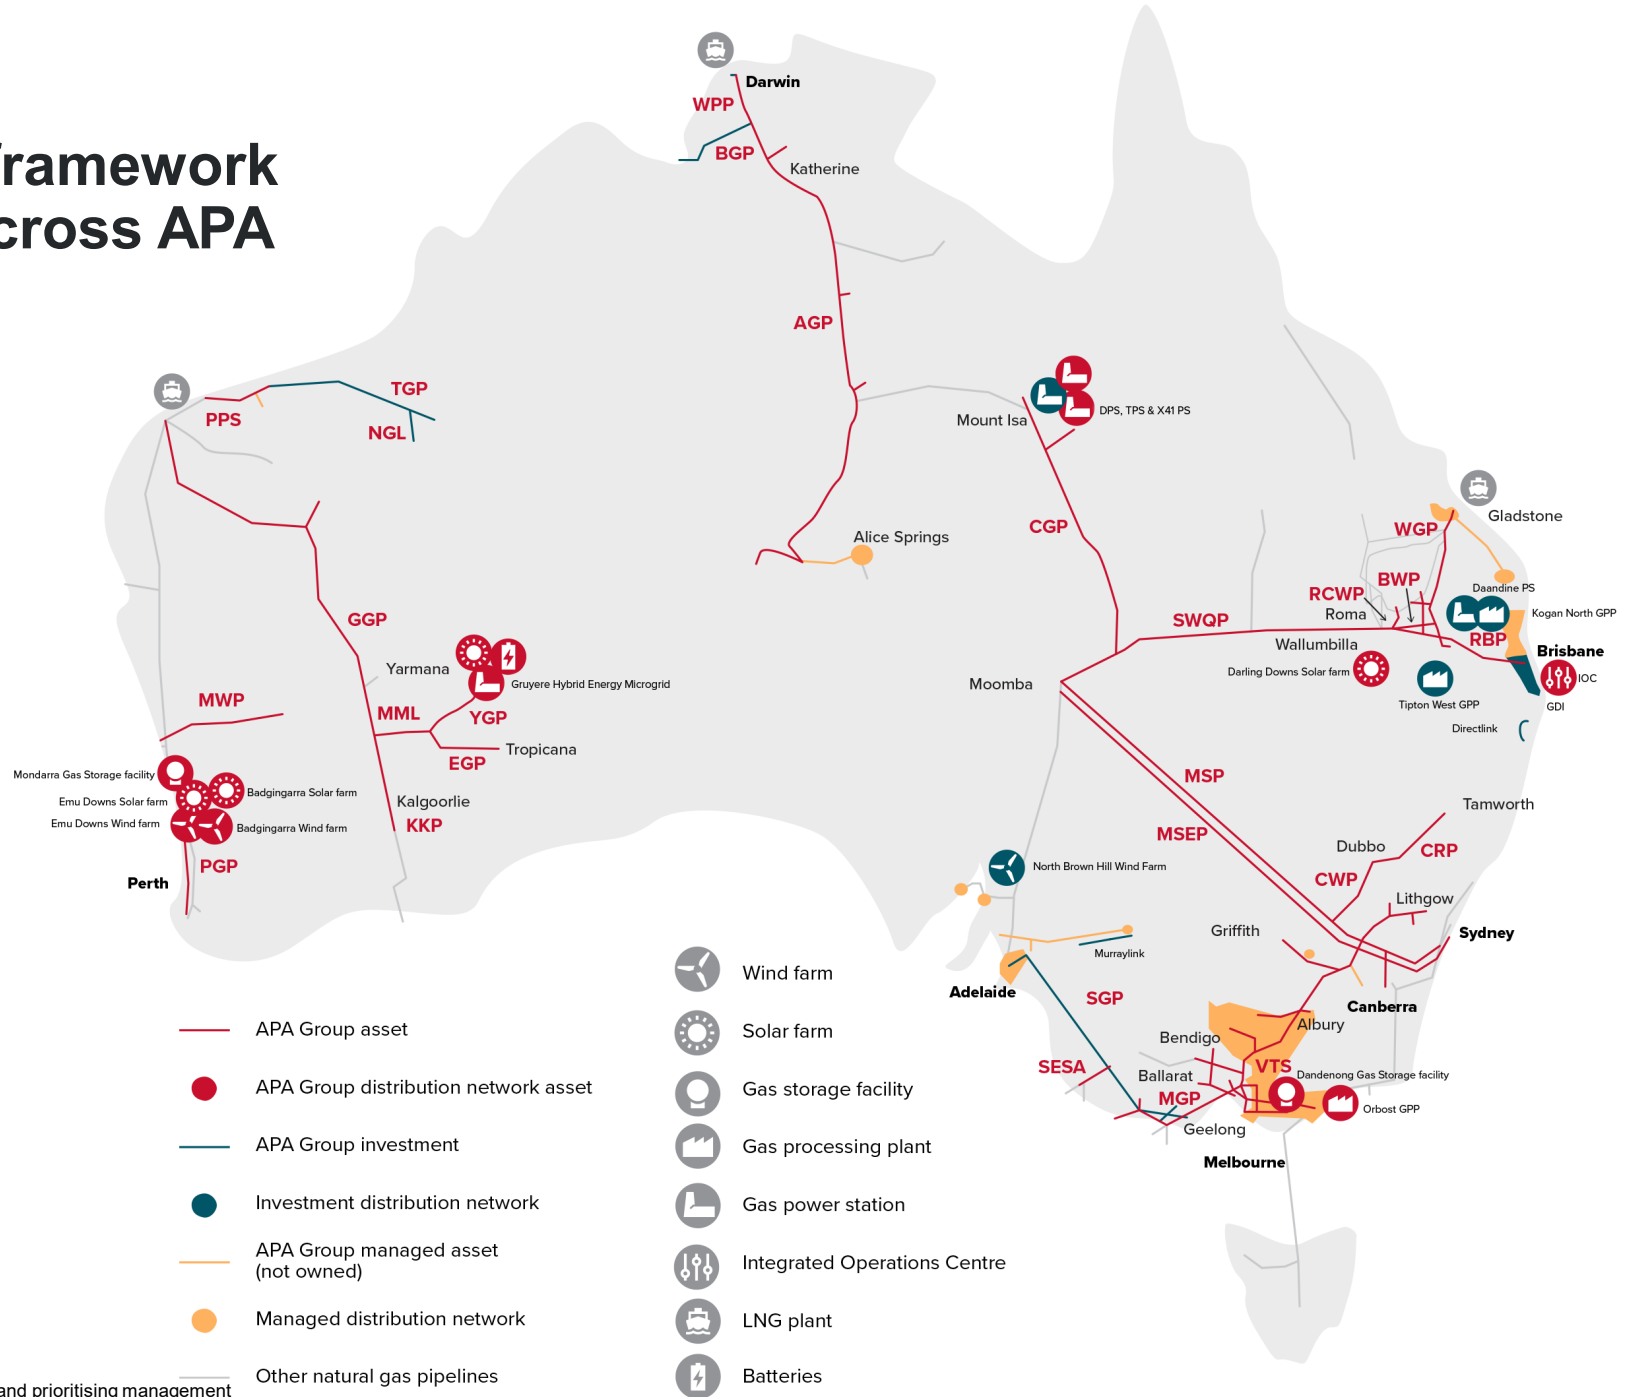 framework
cross APA
Darwin
WPP
BGP
Katherine
AGP
TGP
PPS
NGL
Mount Isa
DPS, TPS & X41 PS
CGP
Alice Springs
Gladstone
WGP
BWP
RCWP
Roma
Daandine PS
Kogan North GPP
SWQP
RBP
Wallumbilla
Brisbane
Darling Downs Solar farm
IOC
Tipton West GPP
GDI
Directlink
GGP
Yarmana
Gruyere Hybrid Energy Microgrid
Moomba
MWP
MML
YGP
Tropicana
EGP
Mondarra Gas Storage facility
Emu Downs Solar farm
Badgingarra Solar farm
Emu Downs Wind farm
Badgingarra Wind farm
Kalgoorlie
KKP
PGP
Perth
MSP
MSEP
Tamworth
Dubbo
CRP
CWP
Lithgow
North Brown Hill Wind Farm
Griffith
Sydney
Murraylink
Adelaide
SGP
Canberra
Albury
Bendigo
SESA
VTS
Ballarat
Dandenong Gas Storage facility
MGP
Orbost GPP
Geelong
Melbourne
APA Group asset
APA Group distribution network asset
APA Group investment
Investment distribution network
APA Group managed asset
(not owned)
Managed distribution network
Other natural gas pipelines
Wind farm
Solar farm
Gas storage facility
Gas processing plant
Gas power station
Integrated Operations Centre
LNG plant
Batteries
and prioritising management